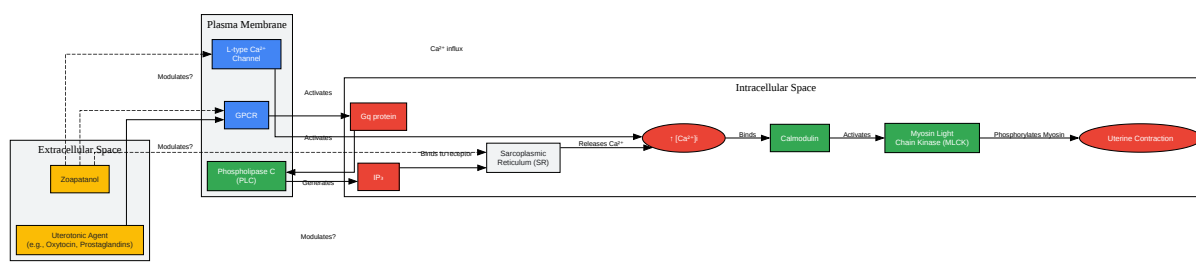 Plasma Membrane
L-type Ca²⁺
Channel
Ca²⁺ influx
Modulates?
Intracellular Space
Activates
GPCR
Gq protein
Activates
↑ [Ca²⁺]i
Binds
Calmodulin
Activates
Myosin Light
Chain Kinase (MLCK)
Phosphorylates Myosin
Uterine Contraction
Extracellular Space
Modulates?
Binds to receptor
Sarcoplasmic
Reticulum (SR)
Releases Ca²⁺
Zoapatanol
Phospholipase C
(PLC)
Generates
IP₃
Uterotonic Agent
(e.g., Oxytocin, Prostaglandins)
Modulates?